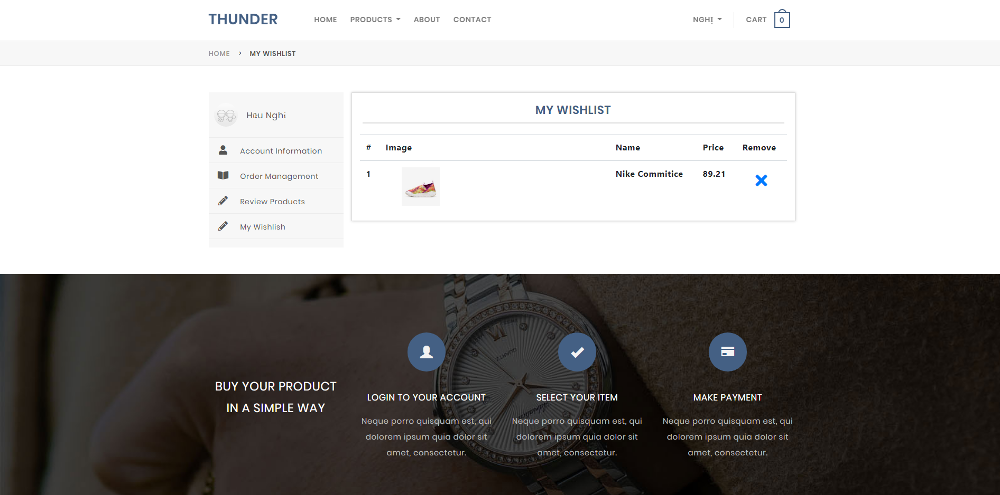 THUNDER
HOME PRODUCTS ABOUT CONTACT
NGHỊ CART 0
HOME > MY WISHLIST
Hữu Nghị
Account Information
Order Management
Review Products
My Wishlish
MY WISHLIST
# Image Name Price Remove
1 Nike Commitice 89.21
BUY YOUR PRODUCT
IN A SIMPLE WAY
LOGIN TO YOUR ACCOUNT
Neque porro quisquam est, qui
dolorem ipsum quia dolor sit
amet, consectetur.
SELECT YOUR ITEM
Neque porro quisquam est, qui
dolorem ipsum quia dolor sit
amet, consectetur.
MAKE PAYMENT
Neque porro quisquam est, qui
dolorem ipsum quia dolor sit
amet, consectetur.
QUARTZ